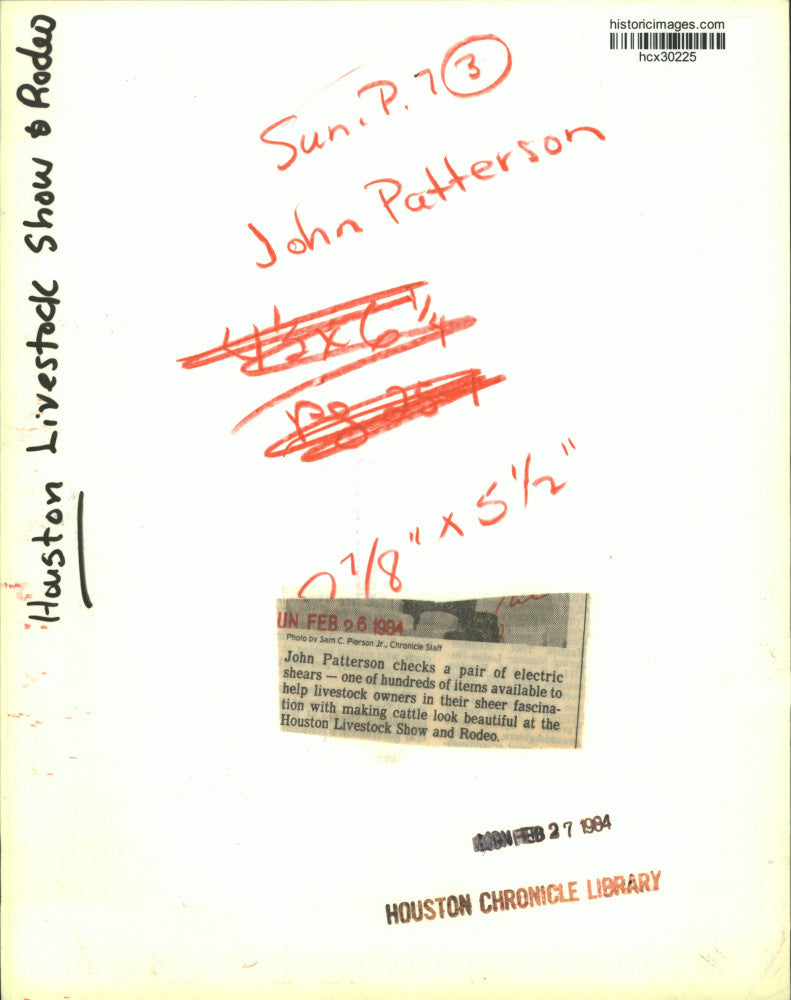 historicimages.com
hcx30225
Houston Livestock Show & Rodeo
Sun. P. 7 3
John Patterson
7/8" x 5 1/2"
UN FEB 26 1984
Photo by Sam C. Pierson Jr., Chronicle Staff
John Patterson checks a pair of electric
shears — one of hundreds of items available to
help livestock owners in their sheer fascina-
tion with making cattle look beautiful at the
Houston Livestock Show and Rodeo.
FEB 27 1984
HOUSTON CHRONICLE LIBRARY